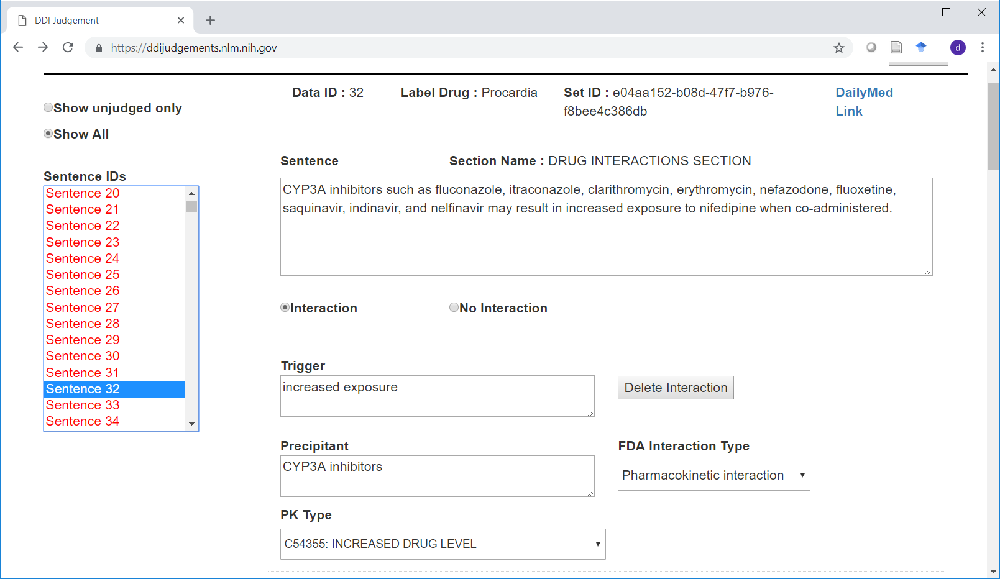 DDI Judgement
https://ddijudgements.nlm.nih.gov
d
Data ID : 32
Label Drug : Procardia
Set ID : e04aa152-b08d-47f7-b976-
f8bee4c386db
DailyMed
Link
Show unjudged only
Show All
Sentence IDs
Sentence 20
Sentence 21
Sentence 22
Sentence 23
Sentence 24
Sentence 25
Sentence 26
Sentence 27
Sentence 28
Sentence 29
Sentence 30
Sentence 31
Sentence 32
Sentence 33
Sentence 34
Sentence
Section Name : DRUG INTERACTIONS SECTION
CYP3A inhibitors such as fluconazole, itraconazole, clarithromycin, erythromycin, nefazodone, fluoxetine,
saquinavir, indinavir, and nelfinavir may result in increased exposure to nifedipine when co-administered.
Interaction
No Interaction
Trigger
increased exposure
Delete Interaction
Precipitant
CYP3A inhibitors
FDA Interaction Type
Pharmacokinetic interaction
PK Type
C54355: INCREASED DRUG LEVEL